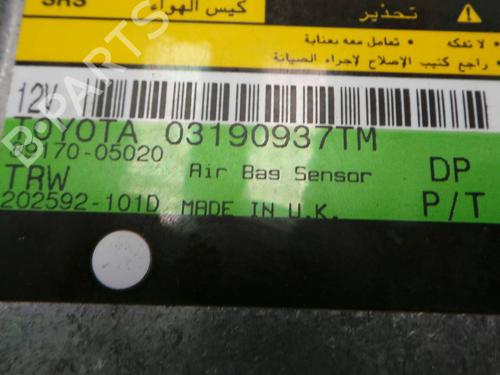 SRS
كيس الهواء
تحذير
• لا تفكه • تعامل معه بعناية
• راجع كتيب الإصلاح لإجراء الصيانة
12V
TOYOTA 03190937TM
89170-05020
TRW Air Bag Sensor DP
202592-101D MADE IN U.K. P/T
B-PARTS